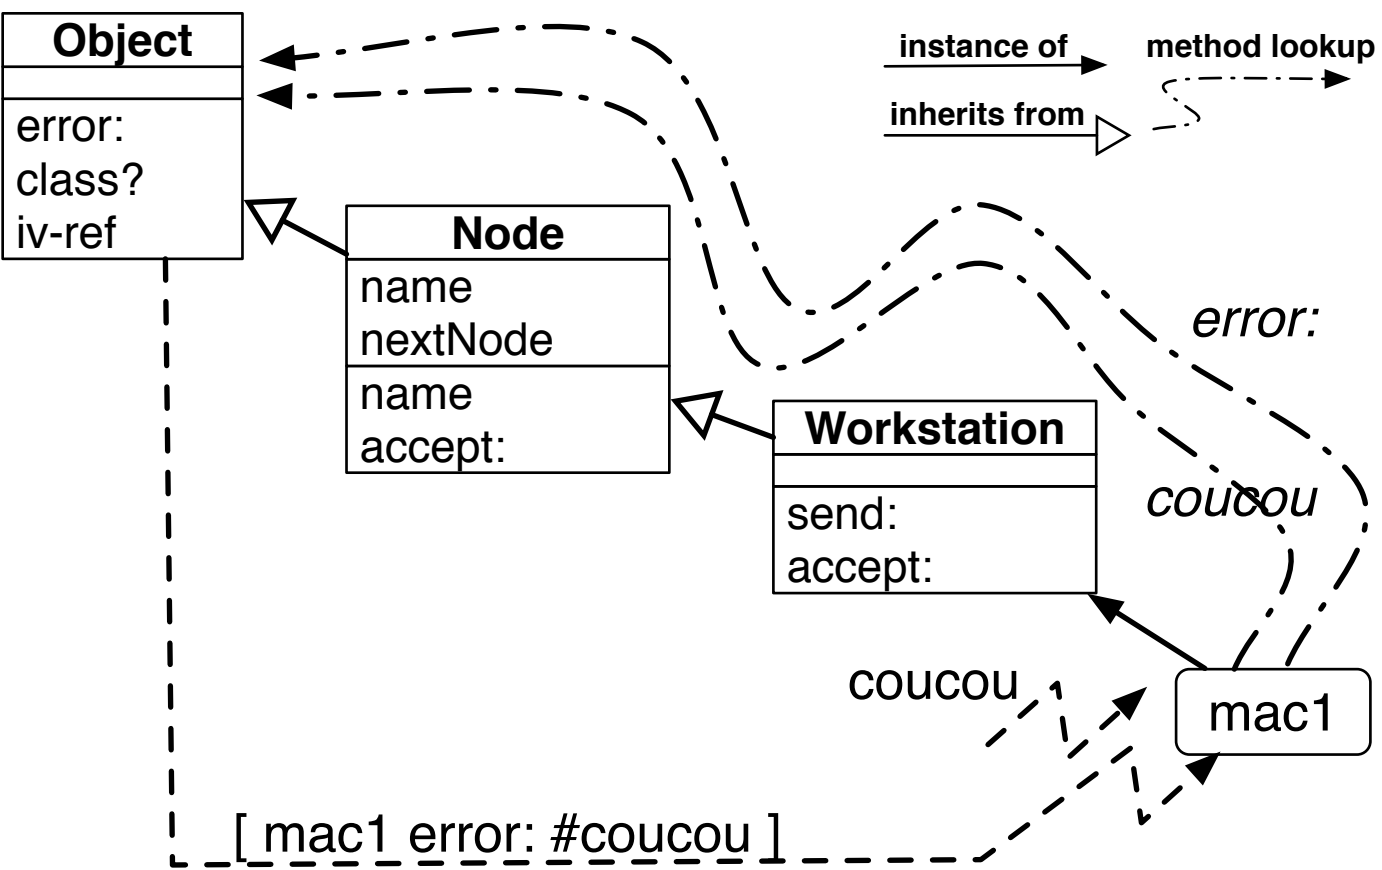 Object
error:
class?
iv-ref
Node
name
nextNode
name
accept:
Workstation
send:
accept:
instance of
inherits from
method lookup
error:
coucou
coucou
mac1
[ mac1 error: #coucou ]